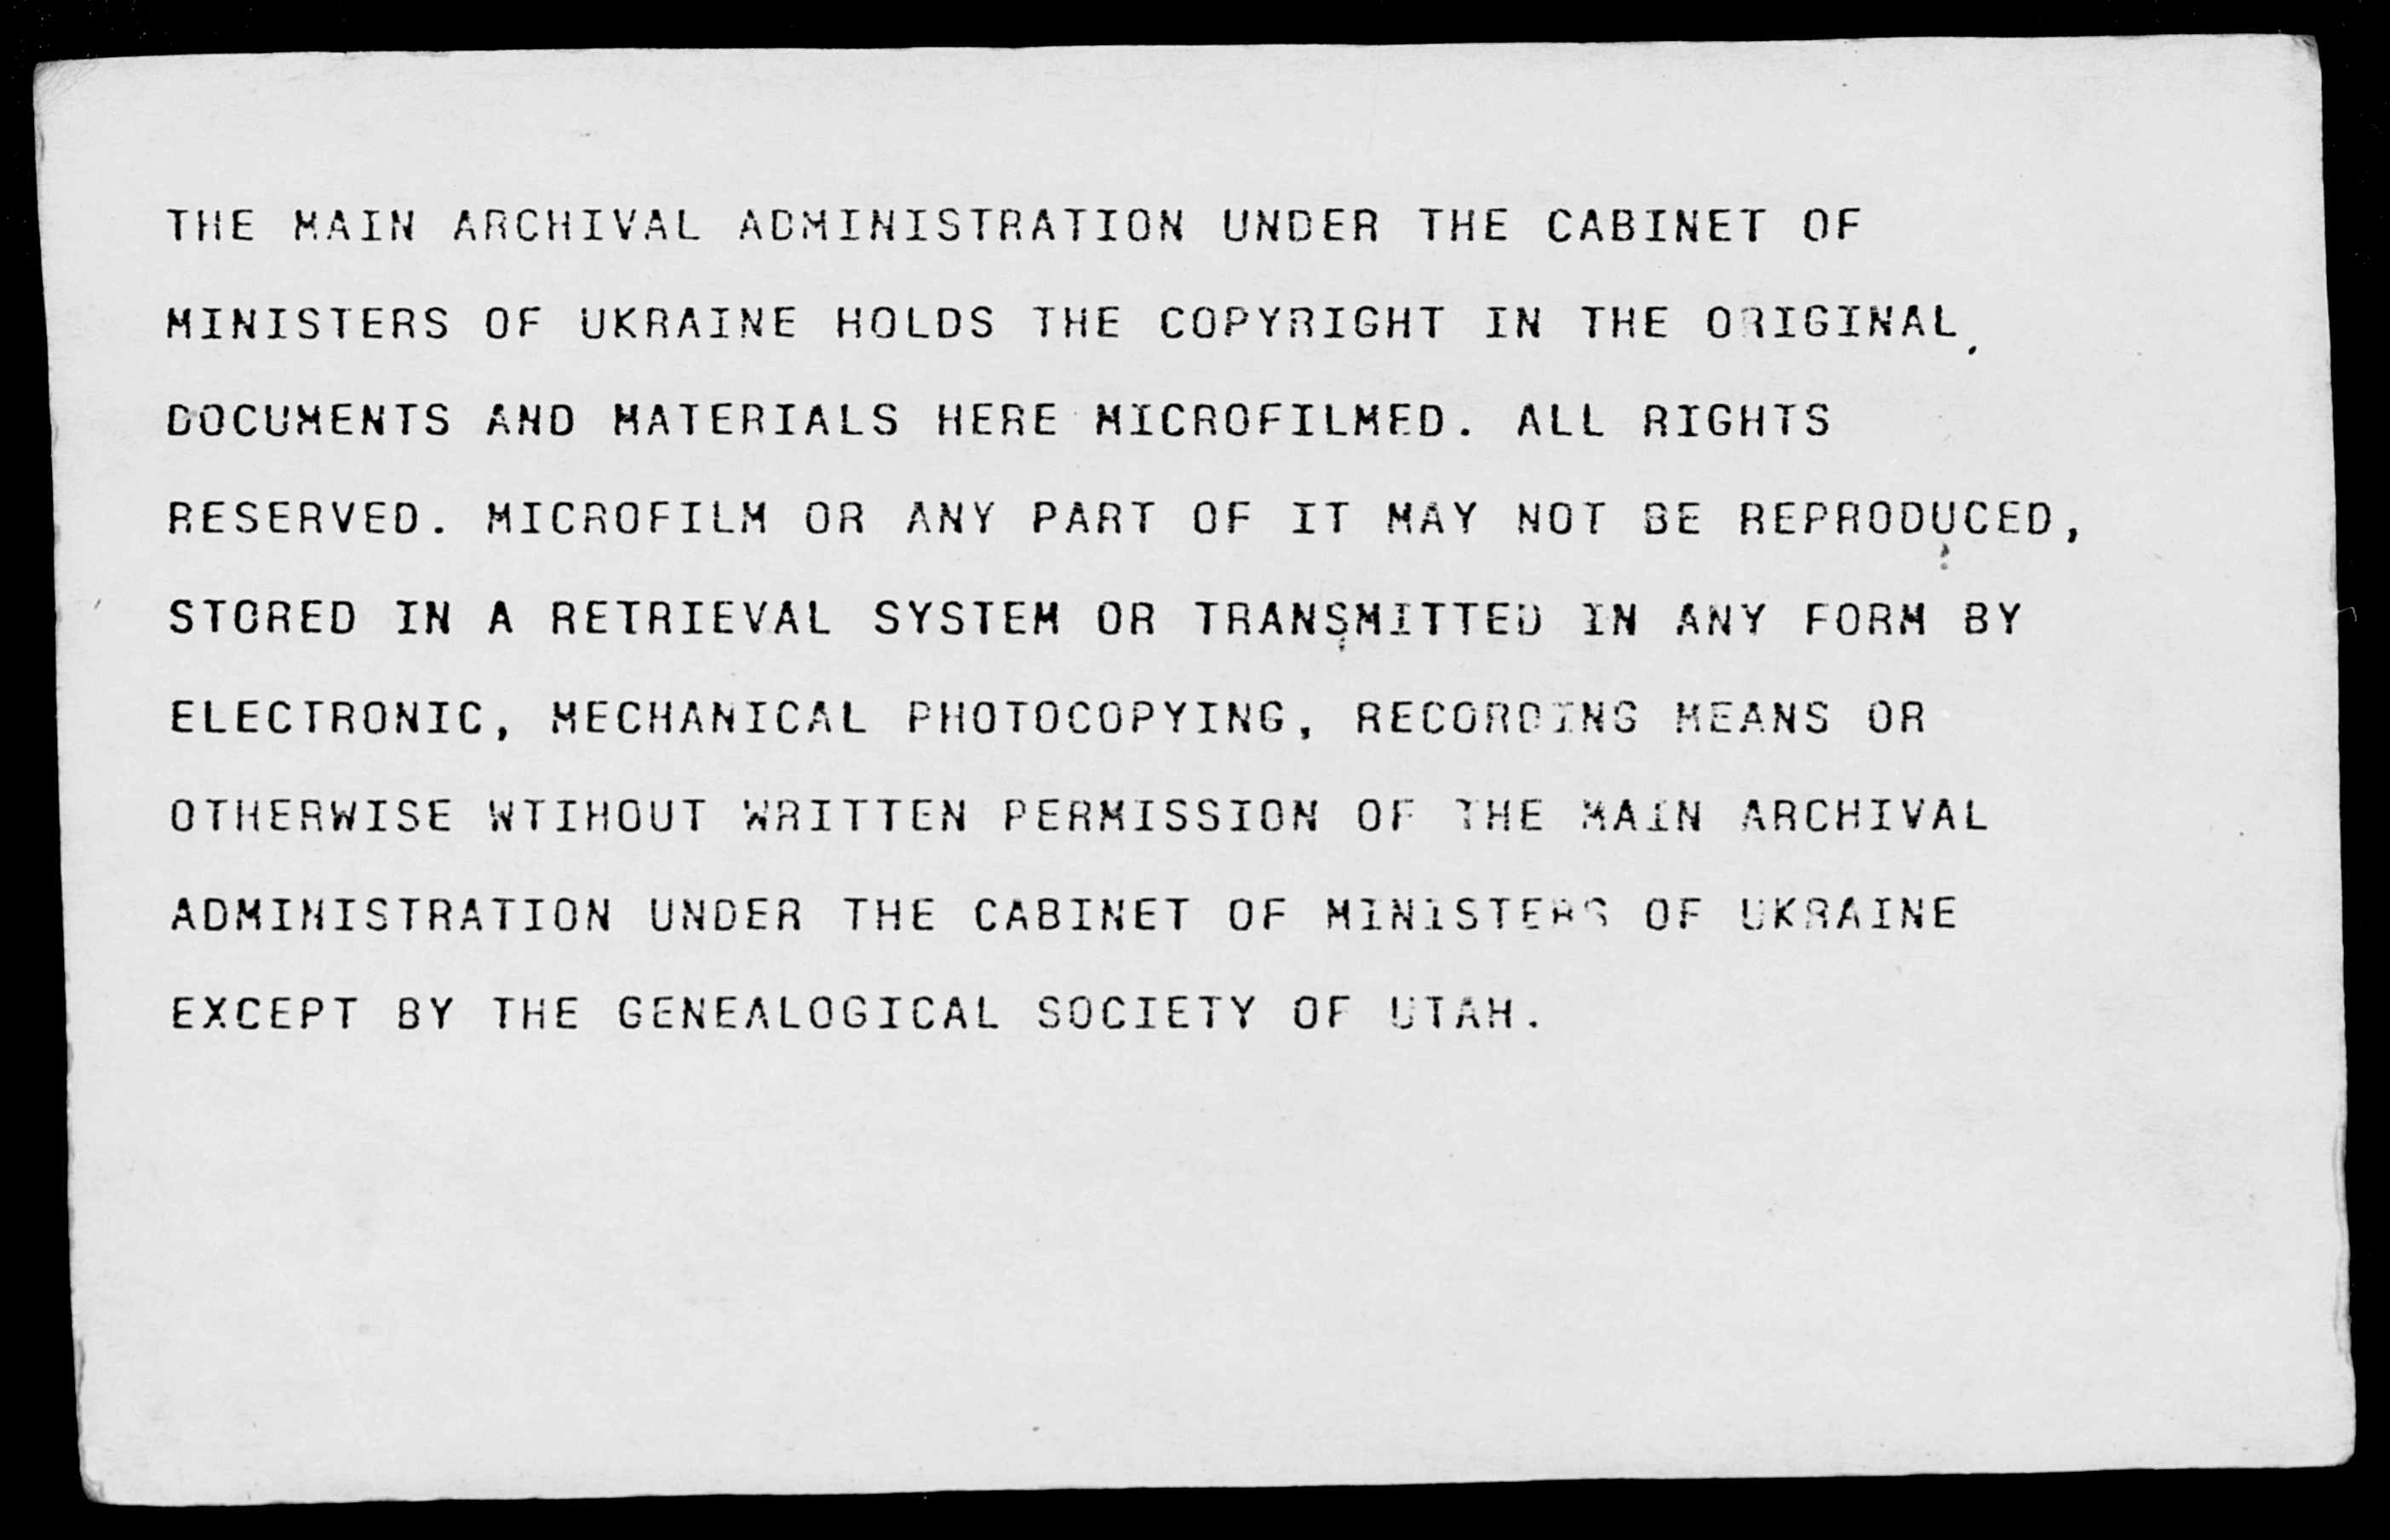 THE MAIN ARCHIVAL ADMINISTRATION UNDER THE CABINET OF
MINISTERS OF UKRAINE HOLDS THE COPYRIGHT IN THE ORIGINAL
DOCUMENTS AND MATERIALS HERE MICROFILMED. ALL RIGHTS
RESERVED. MICROFILM OR ANY PART OF IT MAY NOT BE REPRODUCED,
STORED IN A RETRIEVAL SYSTEM OR TRANSMITTED IN ANY FORM BY
ELECTRONIC, MECHANICAL PHOTOCOPYING, RECORDING MEANS OR
OTHERWISE WTIHOUT WRITTEN PERMISSION OF THE MAIN ARCHIVAL
ADMINISTRATION UNDER THE CABINET OF MINISTERS OF UKRAINE
EXCEPT BY THE GENEALOGICAL SOCIETY OF UTAH.